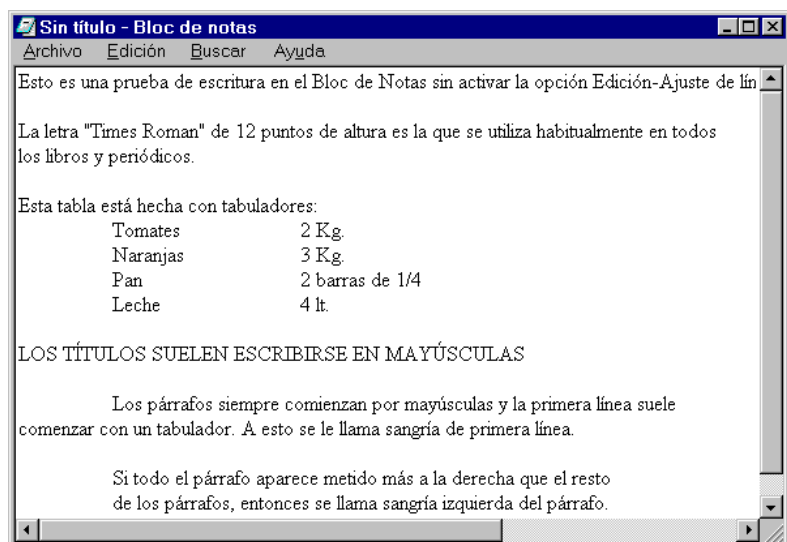 Sin título - Bloc de notas
Archivo Edición Buscar Ayuda
Esto es una prueba de escritura en el Bloc de Notas sin activar la opción Edición-Ajuste de lín
La letra "Times Roman" de 12 puntos de altura es la que se utiliza habitualmente en todos
los libros y periódicos.
Esta tabla está hecha con tabuladores:
Tomates 2 Kg.
Naranjas 3 Kg.
Pan 2 barras de 1/4
Leche 4 lt.
LOS TÍTULOS SUELEN ESCRIBIRSE EN MAYÚSCULAS
Los párrafos siempre comienzan por mayúsculas y la primera línea suele
comenzar con un tabulador. A esto se le llama sangría de primera línea.
Si todo el párrafo aparece metido más a la derecha que el resto
de los párrafos, entonces se llama sangría izquierda del párrafo.